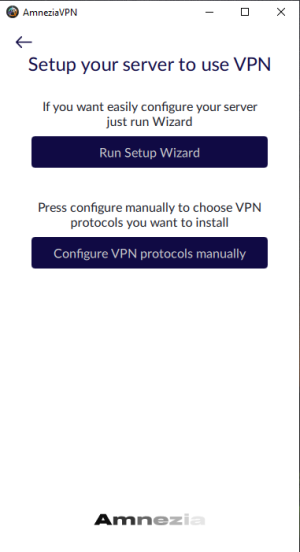 AmneziaVPN
Setup your server to use VPN
If you want easily configure your server
just run Wizard
Run Setup Wizard
Press configure manually to choose VPN
protocols you want to install
Configure VPN protocols manually
Amnezia